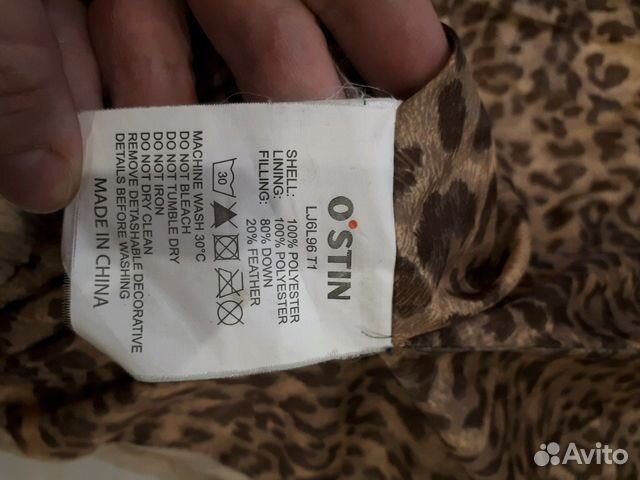 O'STIN
LJ6L96 T1
SHELL: 100% POLYESTER
LINING: 100% POLYESTER
FILLING: 80% DOWN
20% FEATHER
30
MACHINE WASH 30°C
DO NOT BLEACH
DO NOT TUMBLE DRY
DO NOT IRON
DO NOT DRY CLEAN
REMOVE DETASHABLE DECORATIVE
DETAILS BEFORE WASHING
MADE IN CHINA
Avito